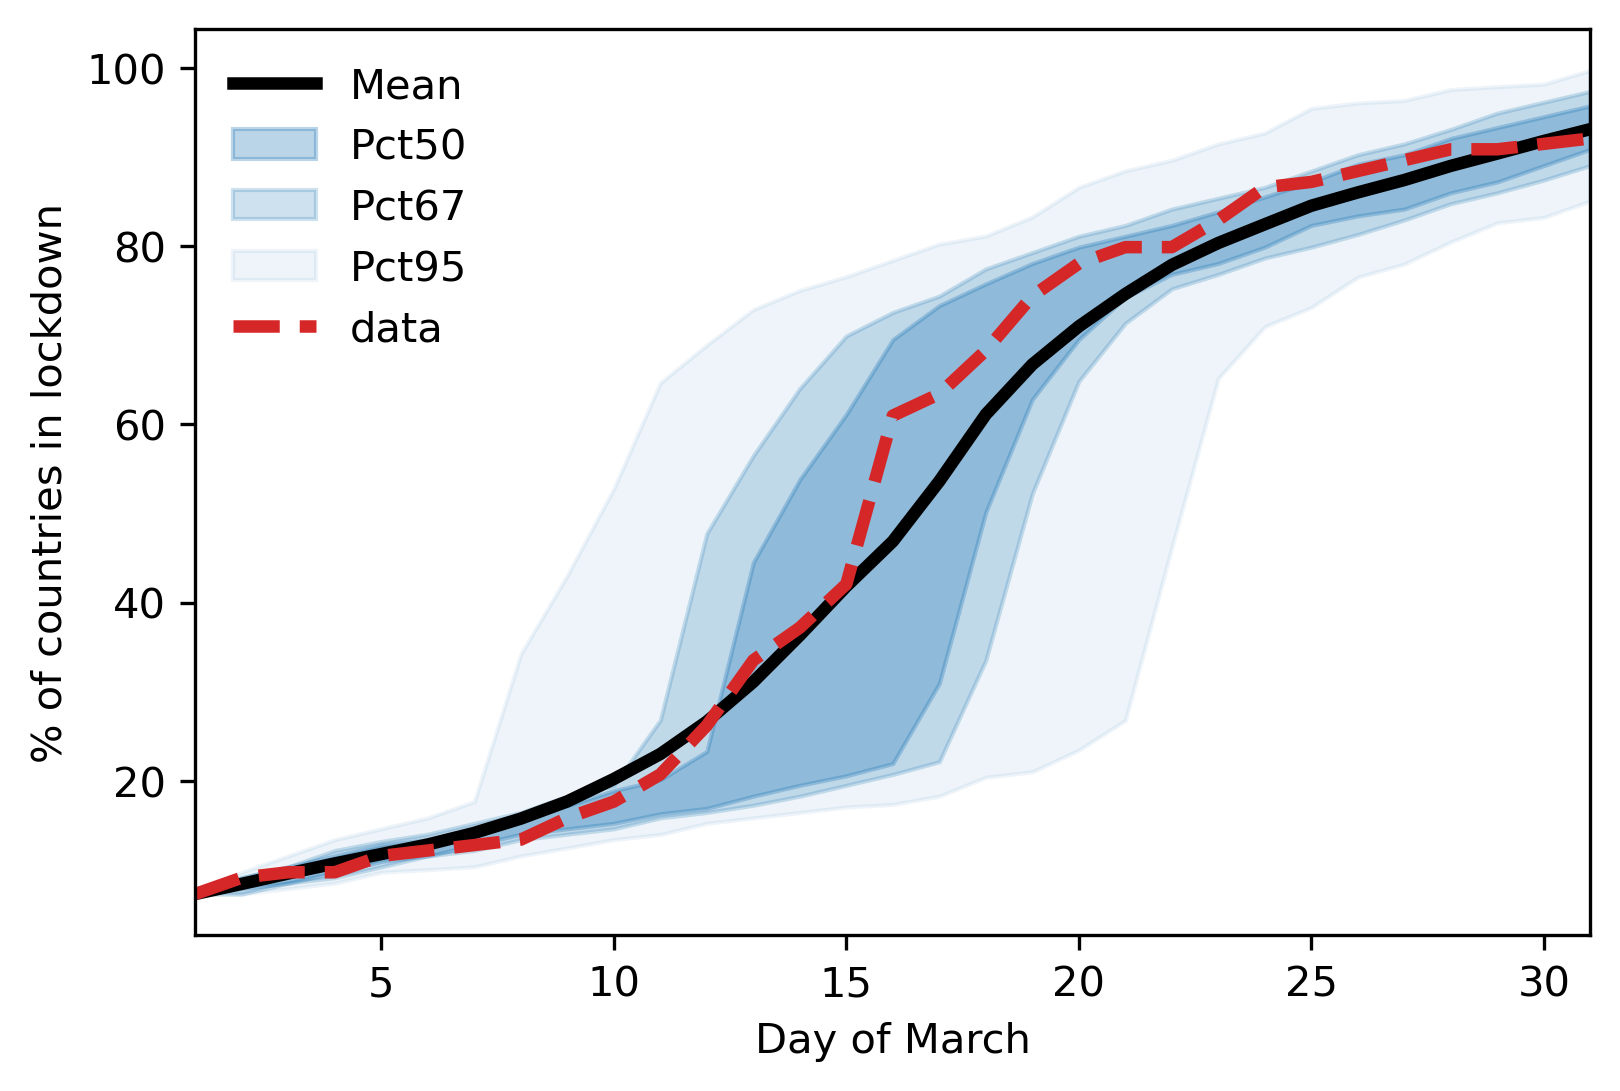 % of countries in lockdown
100
80
60
40
20
Mean
Pct50
Pct67
Pct95
data
5 10 15 20 25 30
Day of March